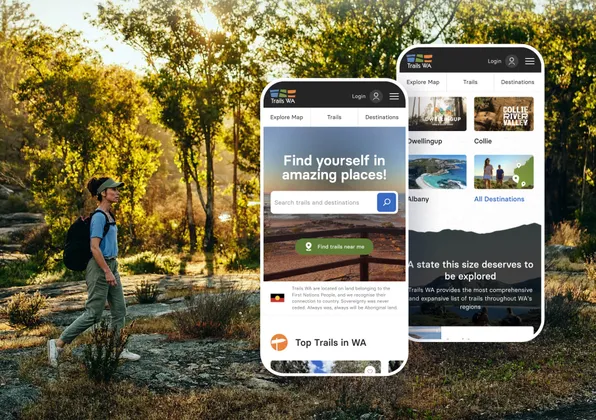 Trails WA
Login
Explore Map
Trails
Destinations
Find yourself in
amazing places!
Search trails and destinations
Find trails near me
Trails WA are located on land belonging to the
First Nations People, and we recognise their
connection to country. Sovereignty was never
ceded. Always was, always will be Aboriginal land.
Top Trails in WA
Trails WA
Login
Explore Map
Trails
Destinations
DWELLINGUP
COLLIE
RIVER
VALLEY
Dwellingup
Collie
Albany
All Destinations
A state this size deserves to
be explored
Trails WA provides the most comprehensive
and expansive list of trails throughout WA's
regions